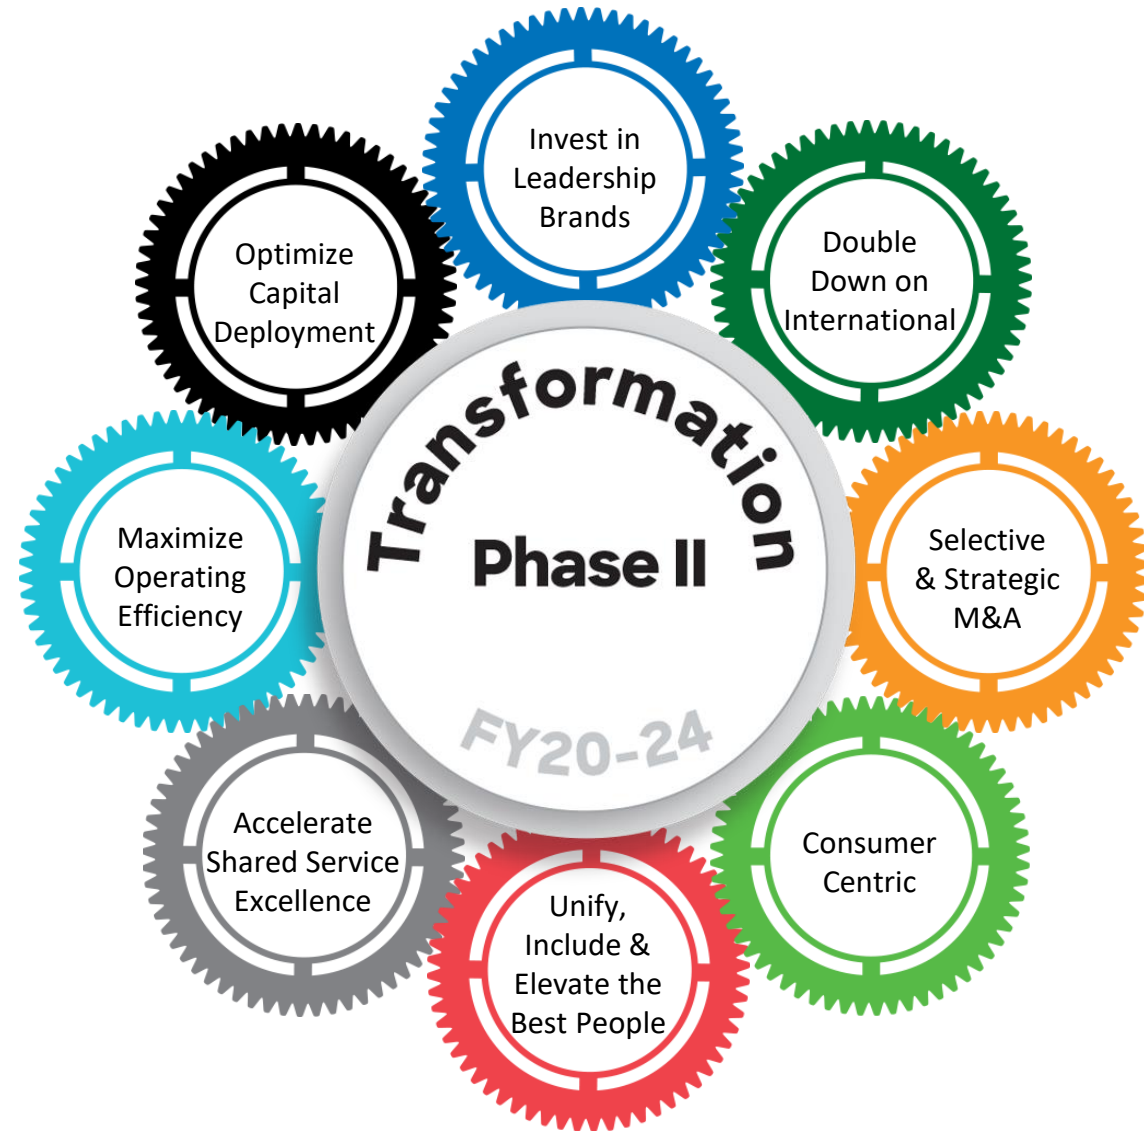 Invest in
Leadership
Brands
Double
Down on
International
Selective
& Strategic
M&A
Consumer
Centric
Unify,
Include &
Elevate the
Best People
Accelerate
Shared Service
Excellence
Maximize
Operating
Efficiency
Optimize
Capital
Deployment
Transformation
Phase II
FY20-24